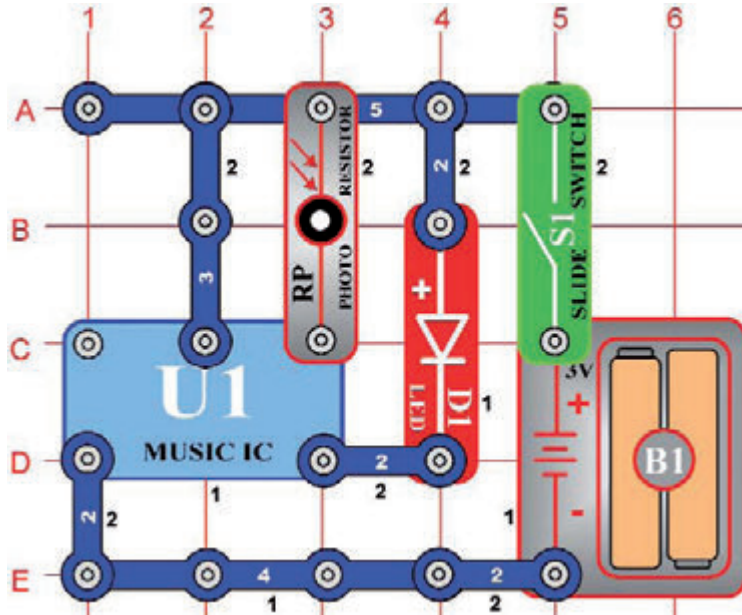 1 2 3 4 5 6
A 5
2 RESISTOR 2 2 2 SWITCH 2
B
3 RP PHOTO + S1 SLIDE
C
U1 3V
MUSIC IC D1 LED 1 + B1
D 2
1 2 -
2 2 1
E 4 2
1 2